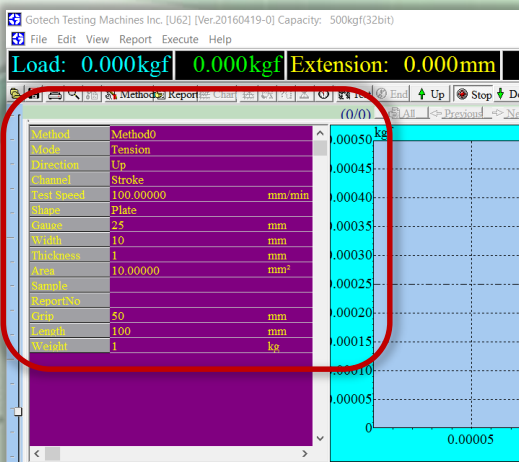 Gotech Testing Machines Inc. [U62] [Ver.20160419-0] Capacity: 500kgf(32bit)
File Edit View Report Execute Help
Load: 0.000kgf 0.000kgf Extension: 0.000mm
Method Report Chart Test End Up Stop
(0/0) All Previous
Method Method0
Mode Tension
Direction Up
Channel Stroke
Test Speed 100.00000 mm/min
Shape Plate
Gauge 25 mm
Width 10 mm
Thickness 1 mm
Area 10.00000 mm²
Sample
ReportNo
Grip 50 mm
Length 100 mm
Weight 1 kg
kgf
0.00050
0.00045
0.00040
0.00035
0.00030
0.00025
0.00020
0.00015
0.00010
0.00005
0
0.00005